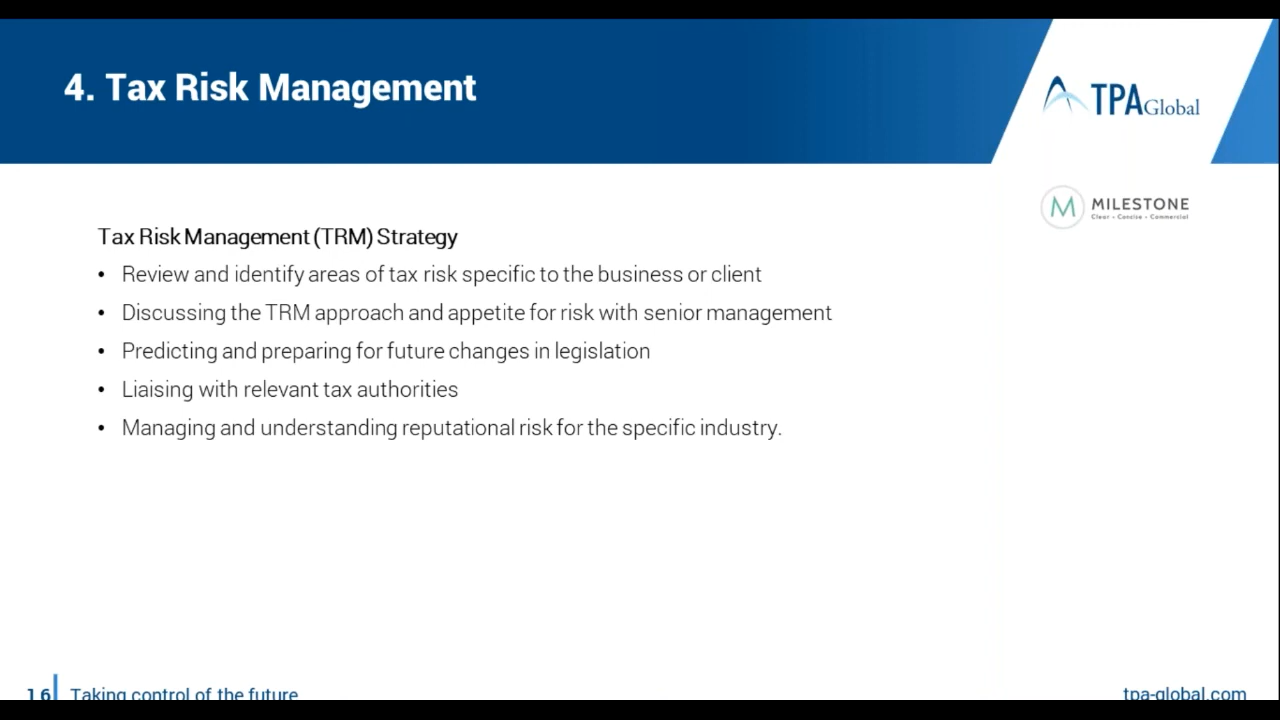 4. Tax Risk Management
TPA Global
MILESTONE
Clear • Concise • Commercial
Tax Risk Management (TRM) Strategy
• Review and identify areas of tax risk specific to the business or client
• Discussing the TRM approach and appetite for risk with senior management
• Predicting and preparing for future changes in legislation
• Liaising with relevant tax authorities
• Managing and understanding reputational risk for the specific industry.
16 Taking control of the future
tpa-global.com